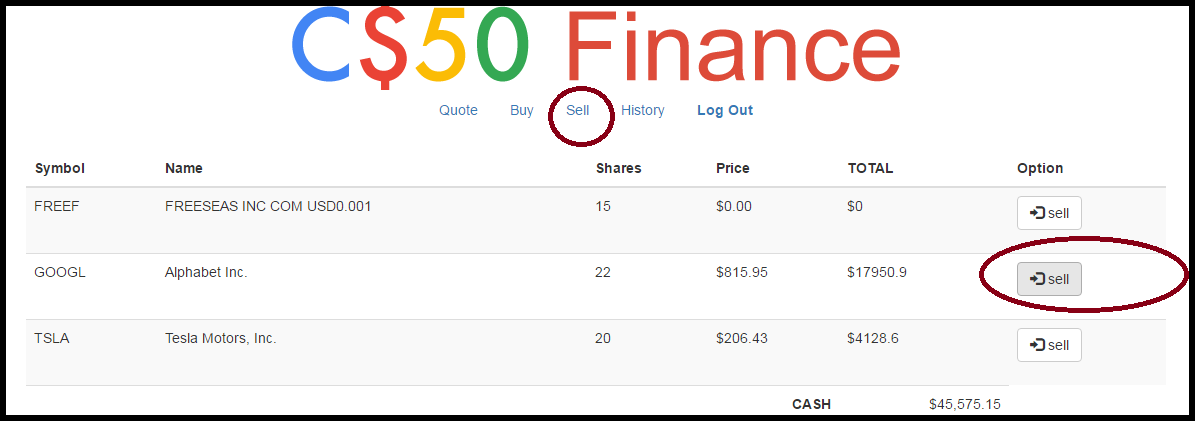 C$50 Finance
Quote Buy Sell History Log Out
Symbol Name Shares Price TOTAL Option
FREEF FREESEAS INC COM USD0.001 15 $0.00 $0 sell
GOOGL Alphabet Inc. 22 $815.95 $17950.9 sell
TSLA Tesla Motors, Inc. 20 $206.43 $4128.6 sell
CASH $45,575.15